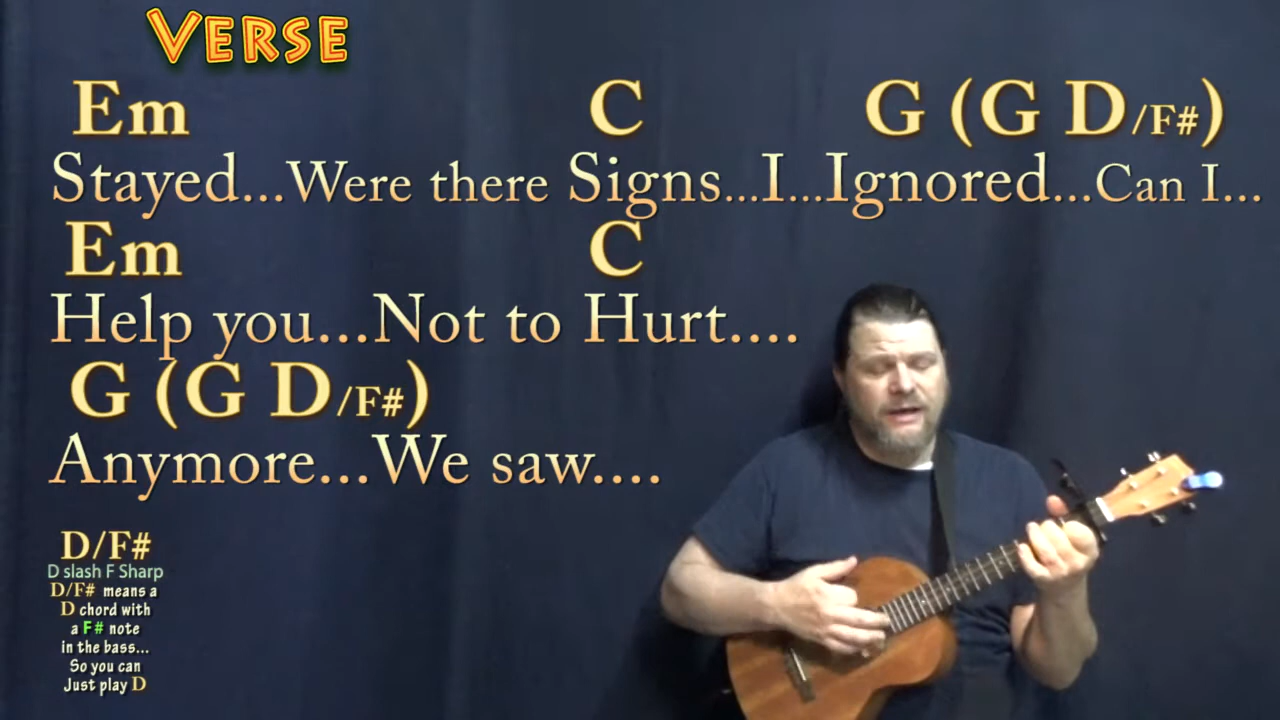 VERSE
Em C G (G D/F#)
Stayed...Were there Signs...I...Ignored...Can I...
Em C
Help you...Not to Hurt....
G (G D/F#)
Anymore...We saw....
D/F#
D slash F Sharp
D/F# means a
D chord with
a F# note
in the bass...
So you can
Just play D